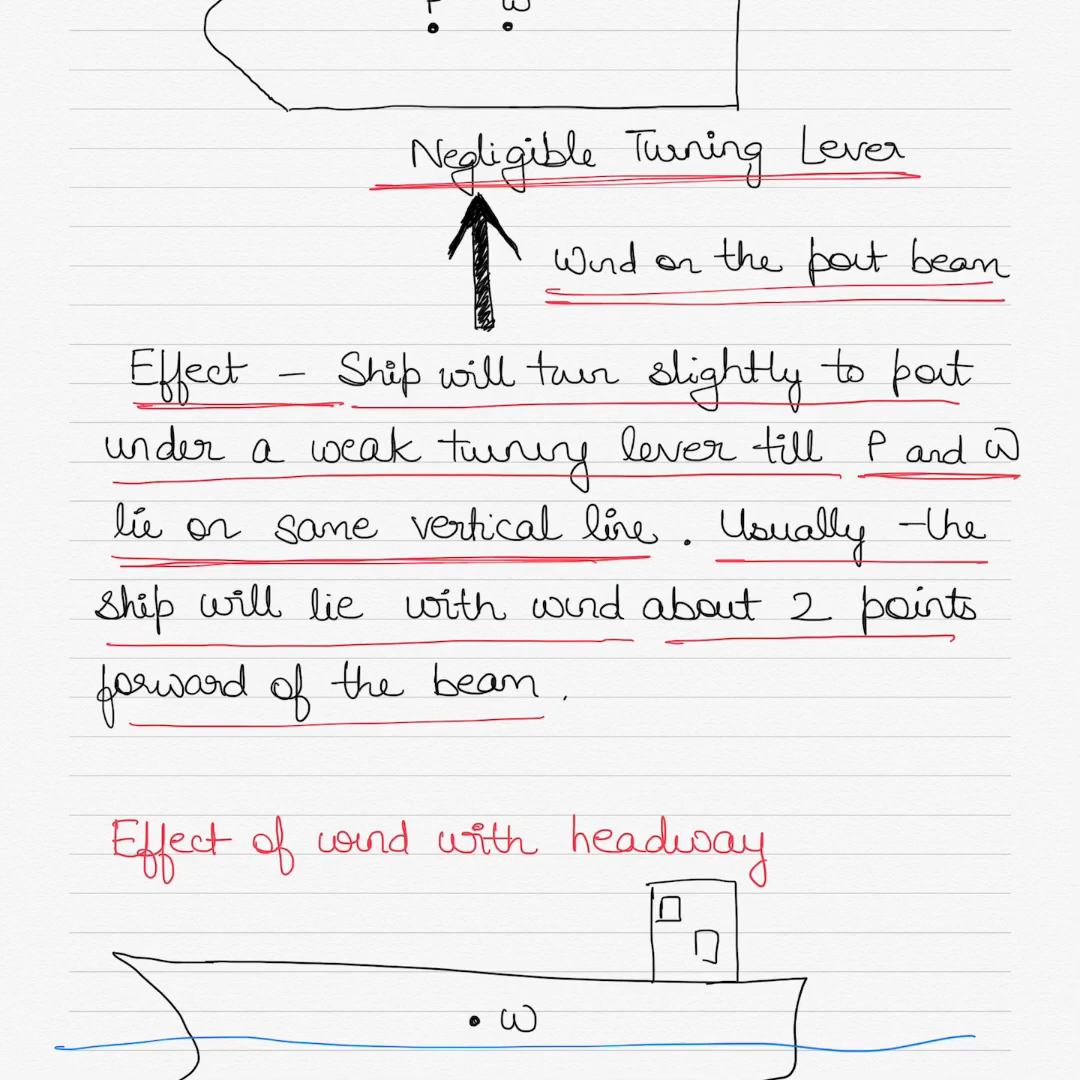 P W
Negligible Turning Lever
Wind on the port beam
Effect - Ship will turn slightly to port
under a weak turning lever till P and W
lie on same vertical line. Usually the
ship will lie with wind about 2 points
forward of the beam.
Effect of wind with headway
W